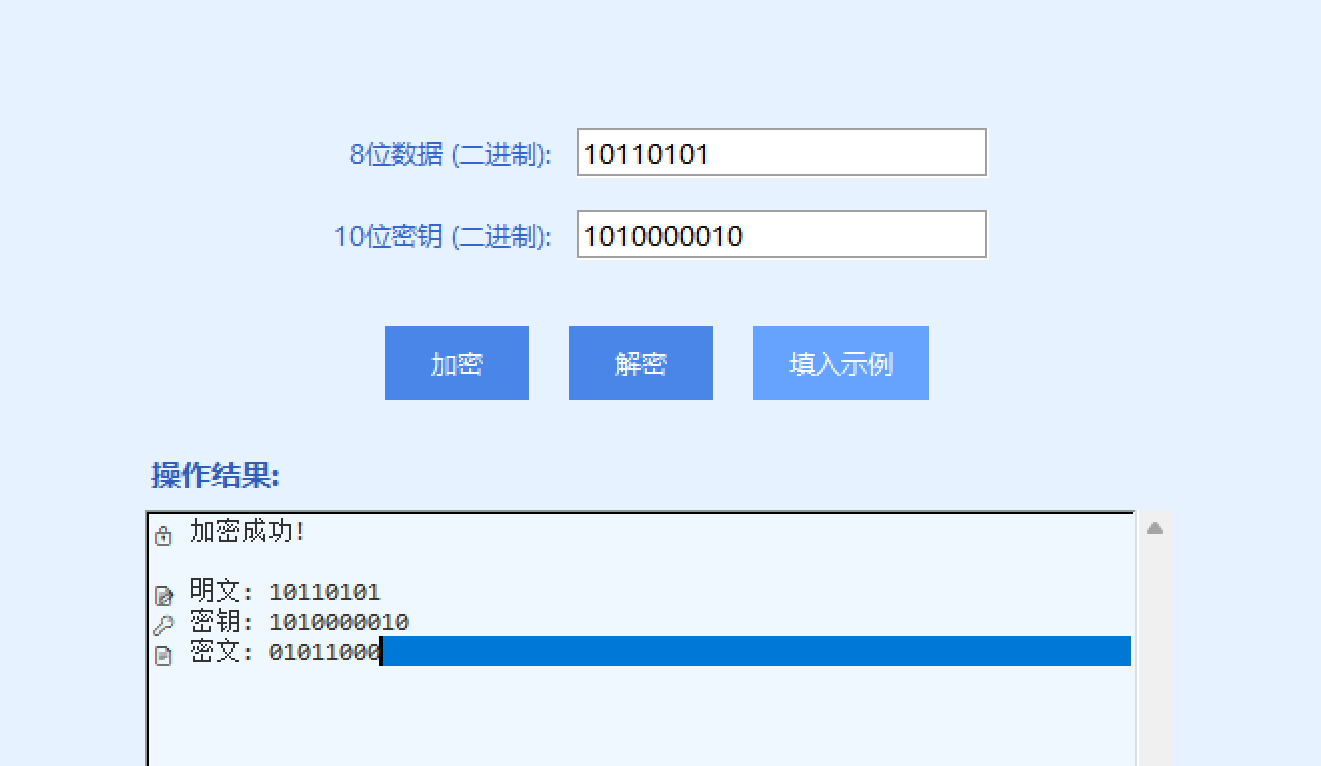 8位数据 (二进制): 10110101
10位密钥 (二进制): 1010000010
加密 解密 填入示例
操作结果:
加密成功!
明文: 10110101
密钥: 1010000010
密文: 01011000